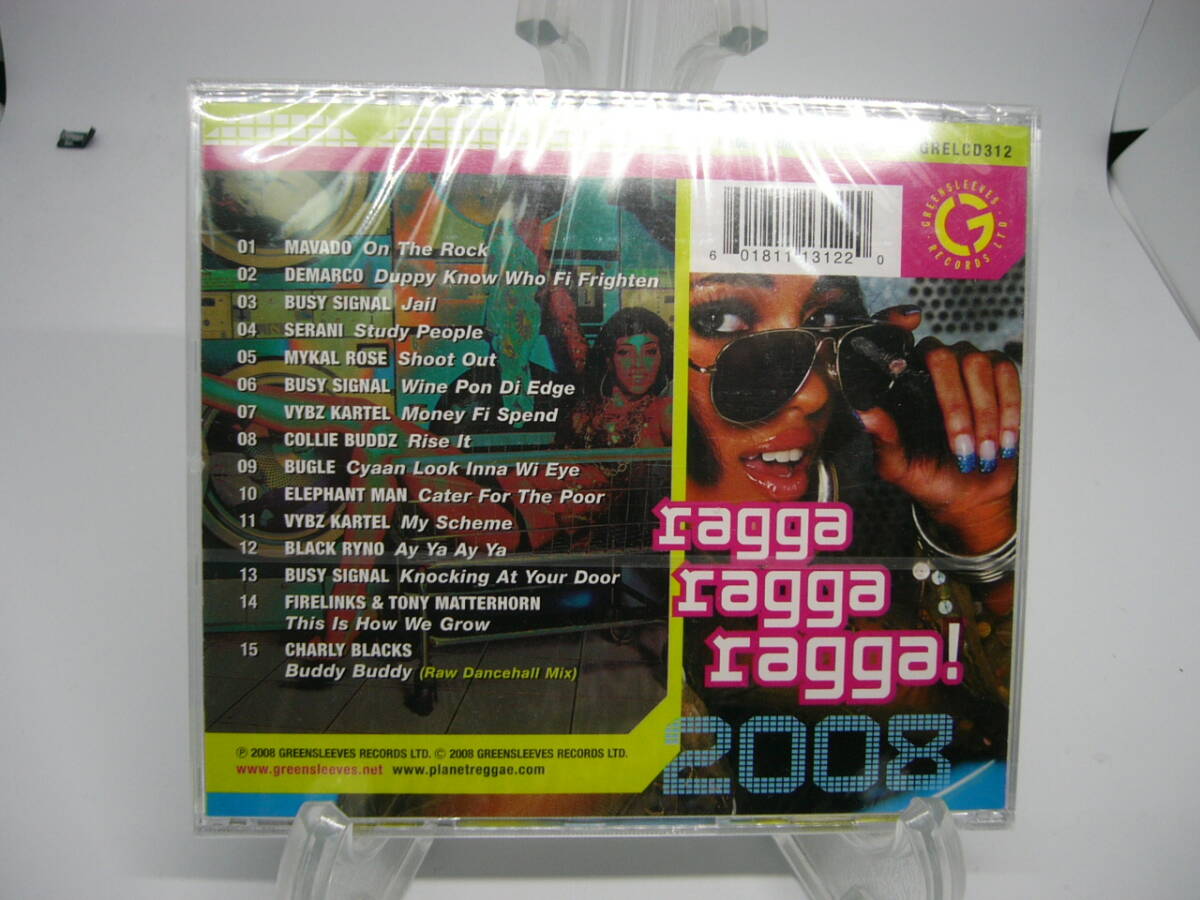 GRELCD312
GREENSLEEVES RECORDS LTD
6 01811 13122 0
01 MAVADO On The Rock
02 DEMARCO Duppy Know Who Fi Frighten
03 BUSY SIGNAL Jail
04 SERANI Study People
05 MYKAL ROSE Shoot Out
06 BUSY SIGNAL Wine Pon Di Edge
07 VYBZ KARTEL Money Fi Spend
08 COLLIE BUDDZ Rise It
09 BUGLE Cyaan Look Inna Wi Eye
10 ELEPHANT MAN Cater For The Poor
11 VYBZ KARTEL My Scheme
12 BLACK RYNO Ay Ya Ay Ya
13 BUSY SIGNAL Knocking At Your Door
14 FIRELINKS & TONY MATTERHORN
This Is How We Grow
15 CHARLY BLACKS
Buddy Buddy (Raw Dancehall Mix)
ragga
ragga
ragga!
2008
℗ 2008 GREENSLEEVES RECORDS LTD. © 2008 GREENSLEEVES RECORDS LTD.
www.greensleeves.net www.planetreggae.com